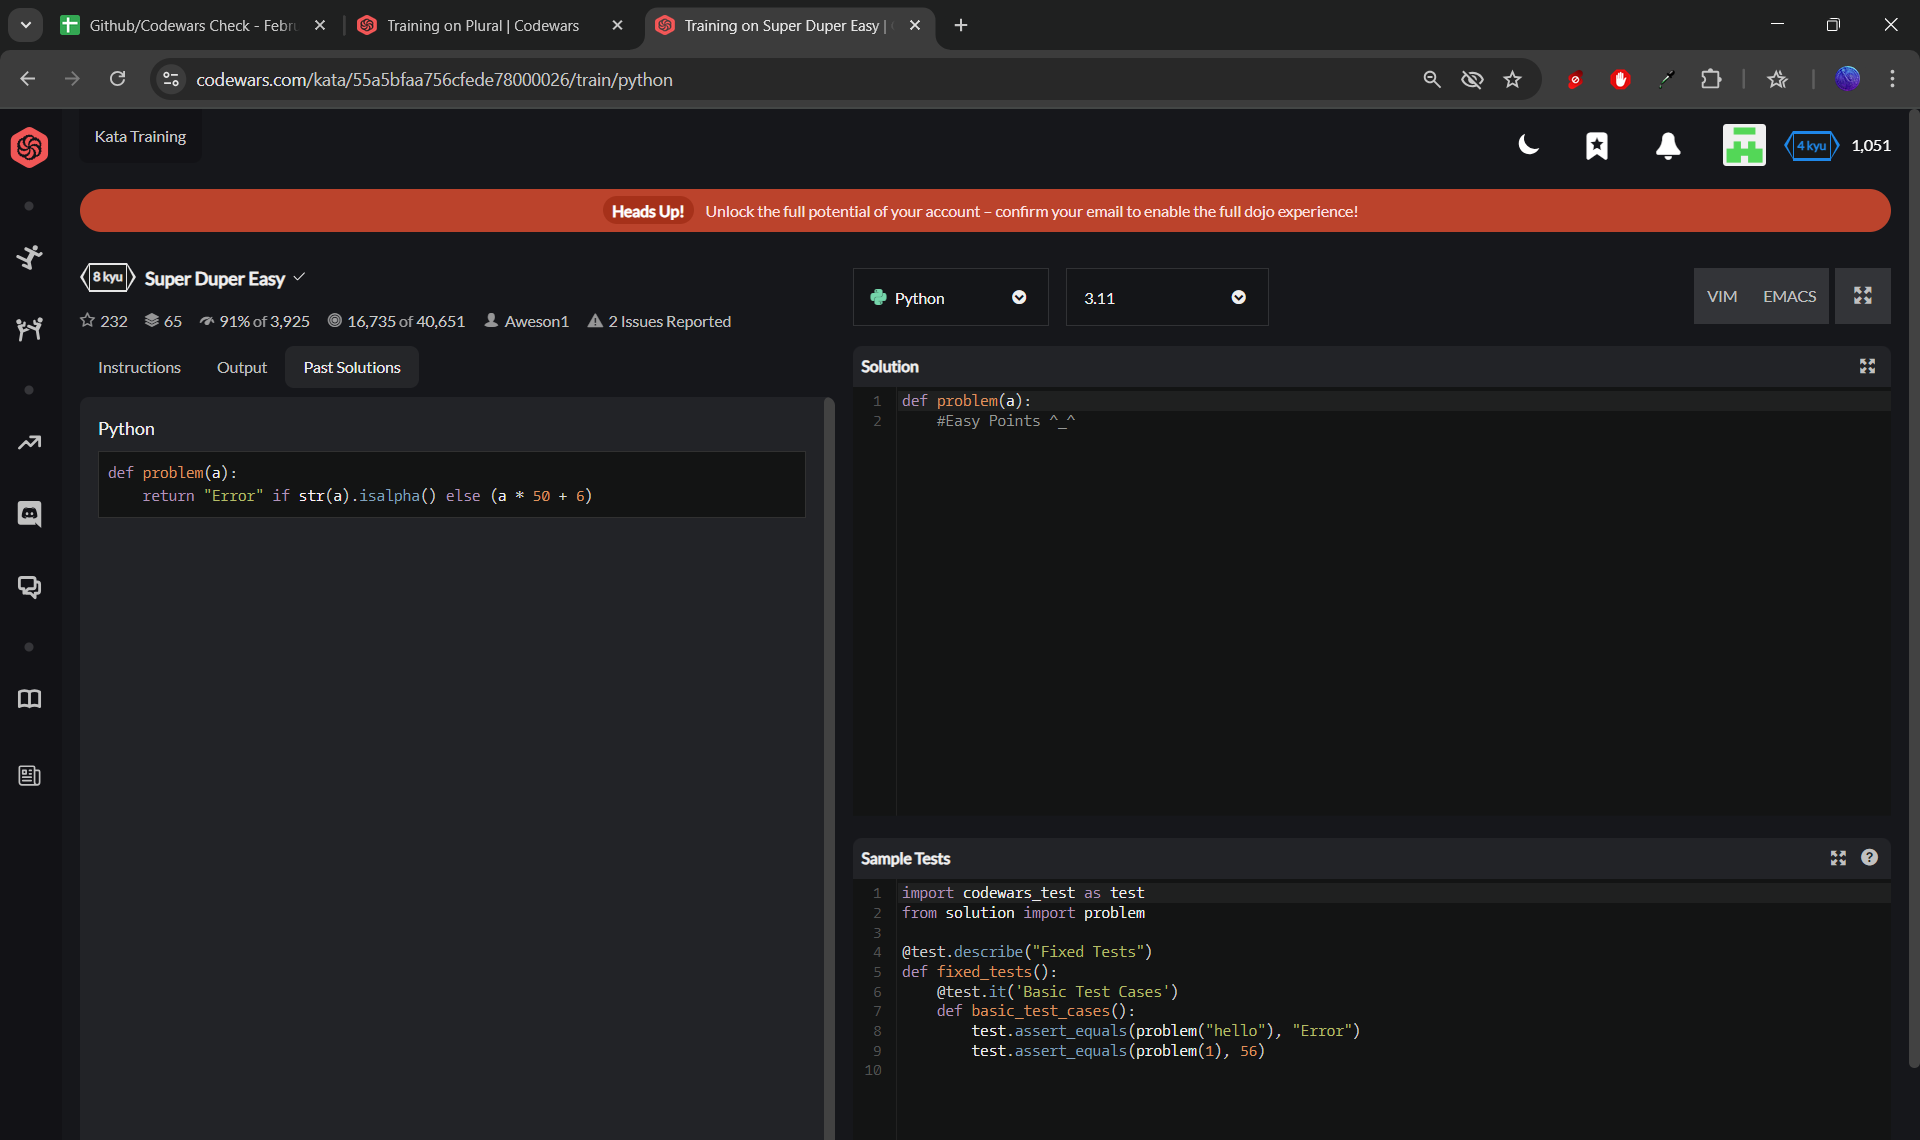 Github/Codewars Check - Febru
Training on Plural | Codewars
Training on Super Duper Easy |
codewars.com/kata/55a5bfaa756cfede78000026/train/python
Kata Training
4 kyu
1,051
Heads Up! Unlock the full potential of your account – confirm your email to enable the full dojo experience!
8 kyu Super Duper Easy
232 65 91% of 3,925 16,735 of 40,651 Aweson1 2 Issues Reported
Instructions Output Past Solutions
Python
def problem(a):
return "Error" if str(a).isalpha() else (a * 50 + 6)
Python
3.11
VIM EMACS
Solution
1 def problem(a):
2 #Easy Points ^_^
Sample Tests
1 import codewars_test as test
2 from solution import problem
3
4 @test.describe("Fixed Tests")
5 def fixed_tests():
6 @test.it('Basic Test Cases')
7 def basic_test_cases():
8 test.assert_equals(problem("hello"), "Error")
9 test.assert_equals(problem(1), 56)
10